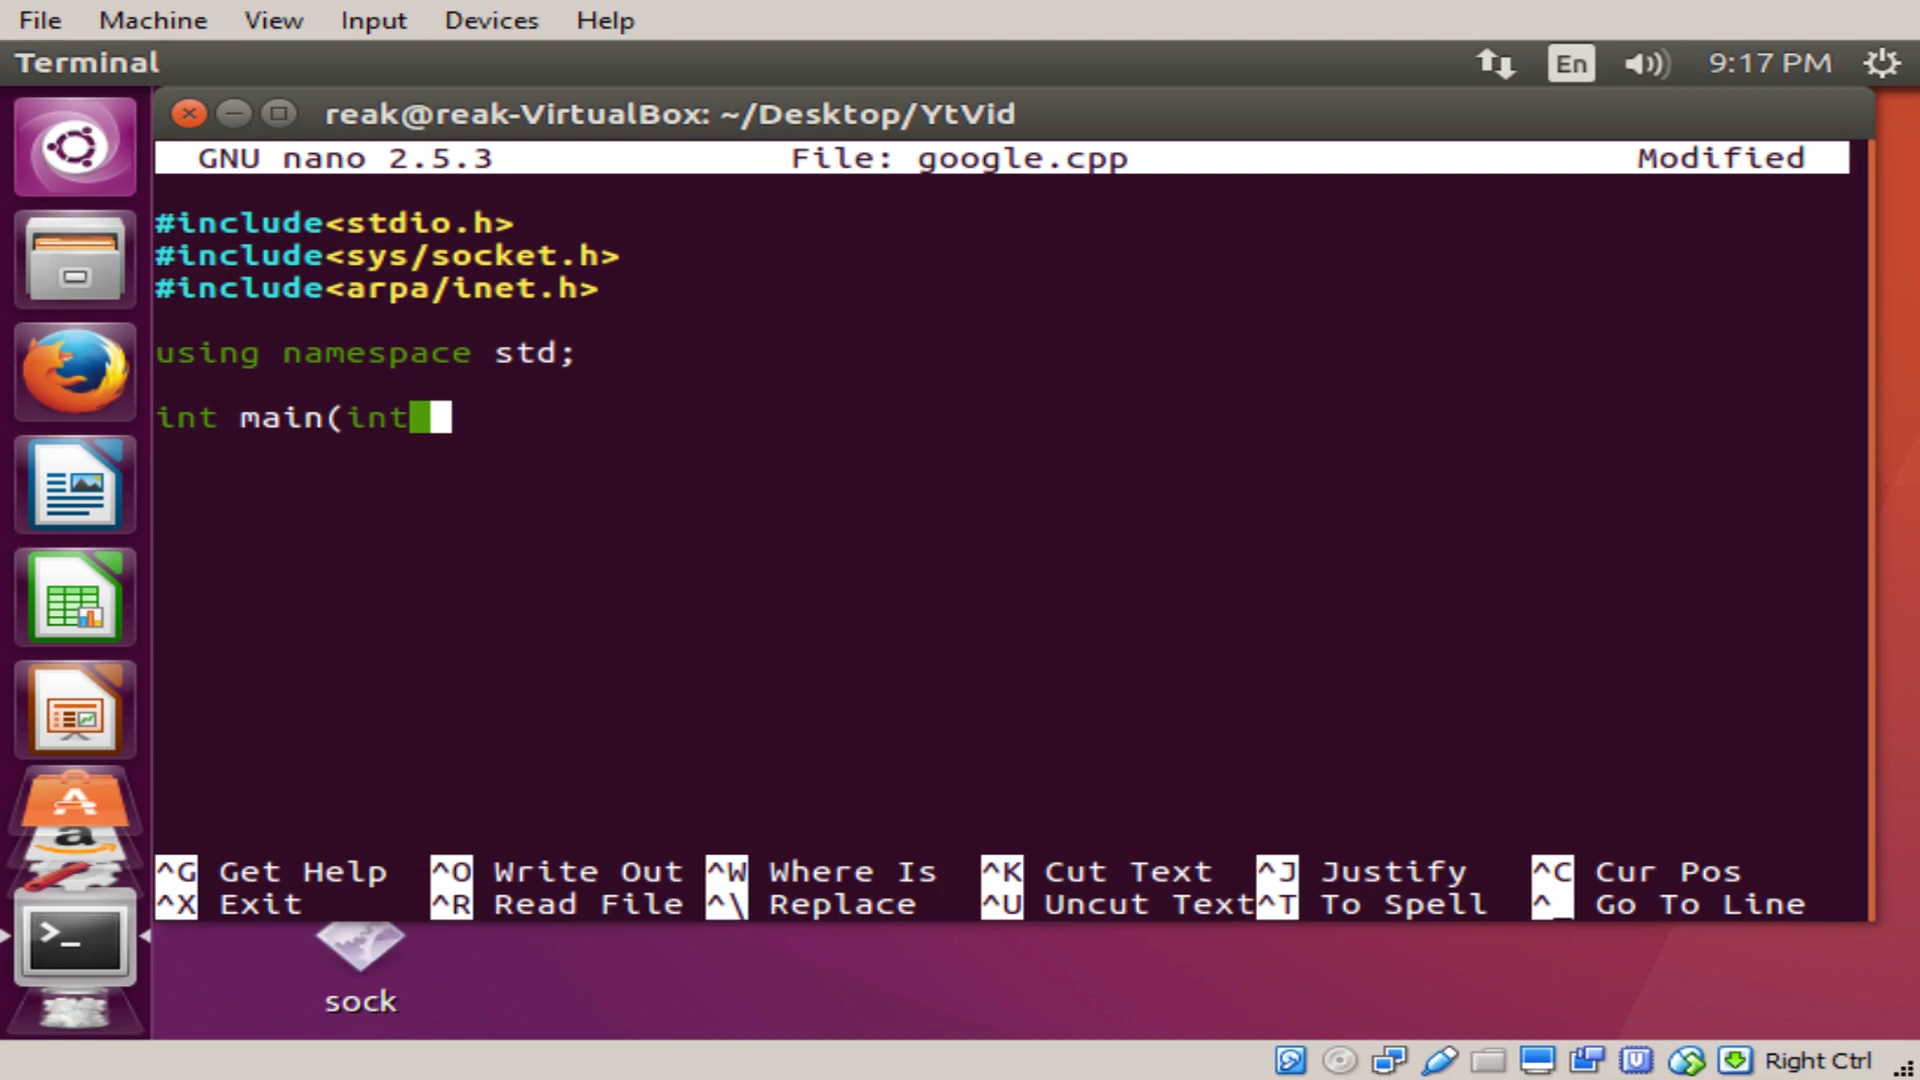 File Machine View Input Devices Help
Terminal En 9:17 PM
reak@reak-VirtualBox: ~/Desktop/YtVid
GNU nano 2.5.3 File: google.cpp Modified
#include<stdio.h>
#include<sys/socket.h>
#include<arpa/inet.h>
using namespace std;
int main(int
^G Get Help ^O Write Out ^W Where Is ^K Cut Text ^J Justify ^C Cur Pos
^X Exit ^R Read File ^\ Replace ^U Uncut Text ^T To Spell ^_ Go To Line
sock
Right Ctrl